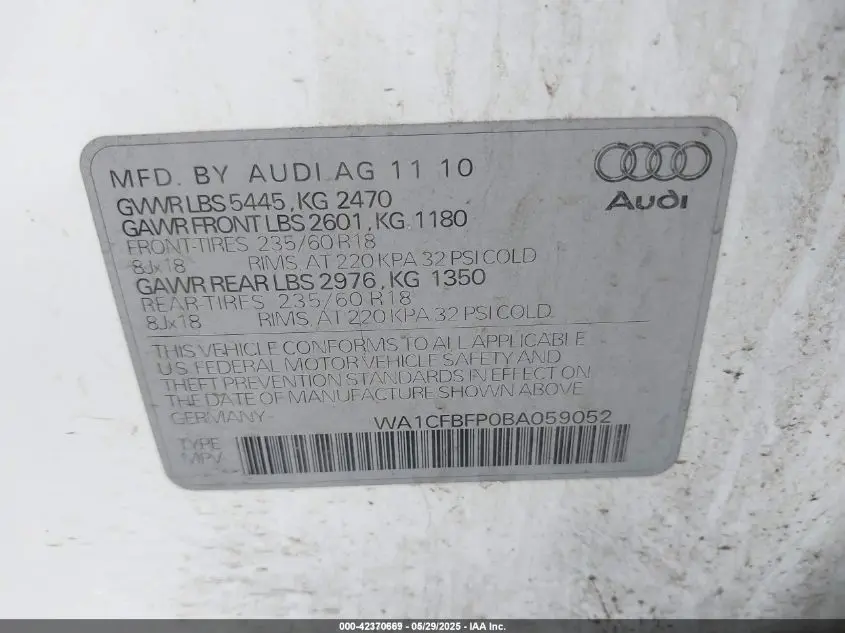 MFD. BY AUDI AG 11 10
Audi
GVWR LBS 5445, KG 2470
GAWR FRONT LBS 2601, KG 1180
FRONT-TIRES 235/60 R18
8Jx18 RIMS, AT 220 KPA 32 PSI COLD
GAWR REAR LBS 2976, KG 1350
REAR-TIRES 235/60 R18
8Jx18 RIMS, AT 220 KPA 32 PSI COLD
THIS VEHICLE CONFORMS TO ALL APPLICABLE
U.S. FEDERAL MOTOR VEHICLE SAFETY AND
THEFT PREVENTION STANDARDS IN EFFECT ON
THE DATE OF MANUFACTURE SHOWN ABOVE
GERMANY WA1CFBFP0BA059052
TYPE
MPV
000-42370669 - 05/29/2025 - IAA Inc.